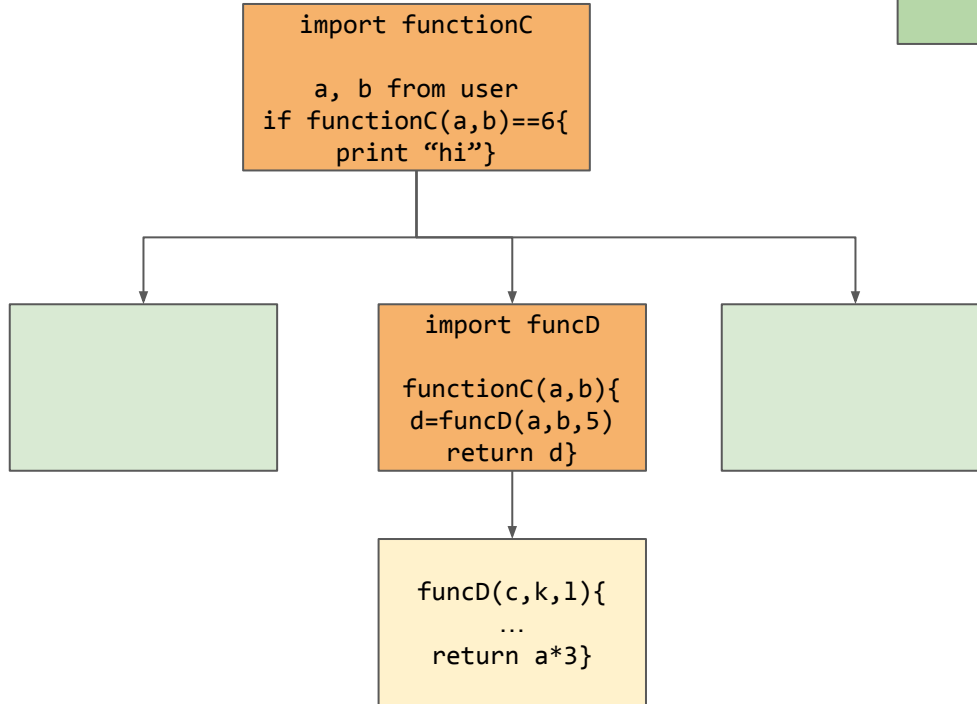 import functionC
a, b from user
if functionC(a,b)==6{
print “hi”}
import funcD
functionC(a,b){
d=funcD(a,b,5)
return d}
funcD(c,k,l){
…
return a*3}